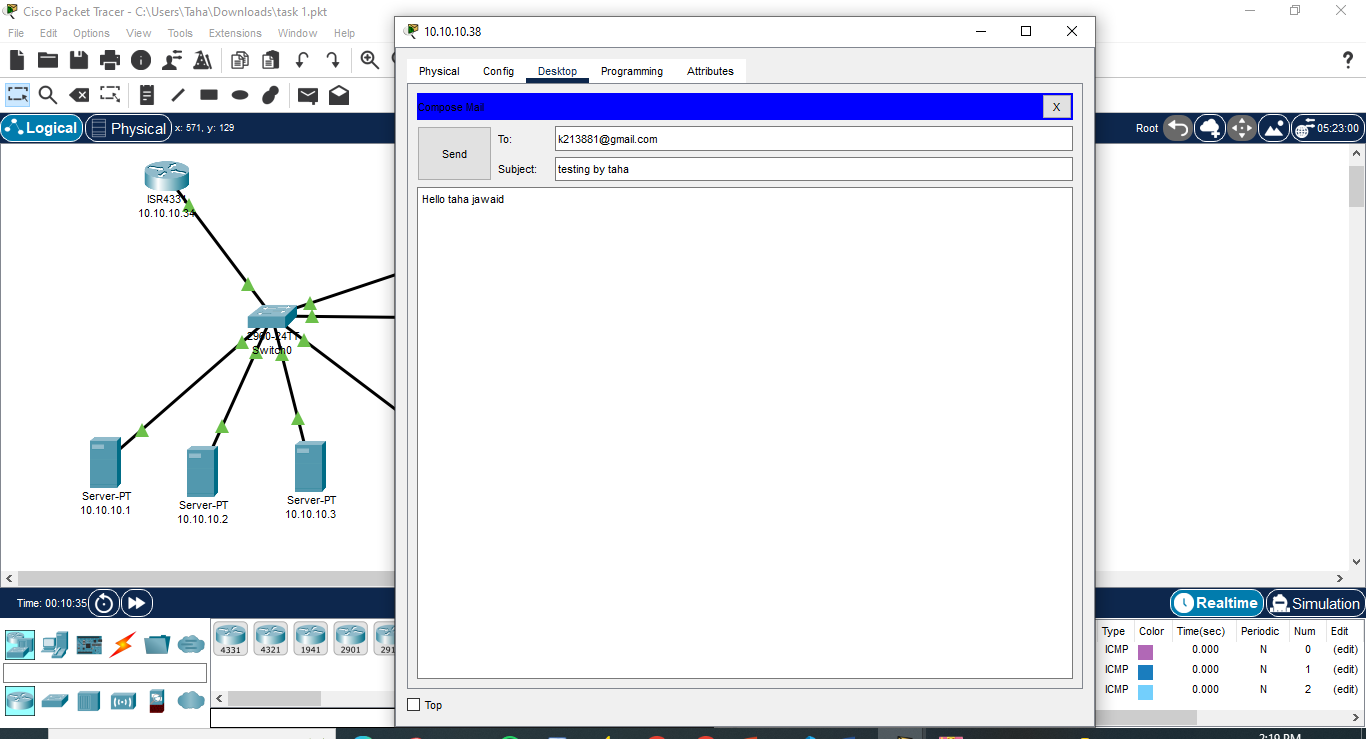 Cisco Packet Tracer - C:\Users\Taha\Downloads\task 1.pkt
File Edit Options View Tools Extensions Window Help
?
Logical Physical x: 571, y: 129
Root 05:23:00
ISR4331
10.10.10.34
2960-24TT
Switch0
Server-PT
10.10.10.1
Server-PT
10.10.10.2
Server-PT
10.10.10.3
10.10.10.38
Physical Config Desktop Programming Attributes
Compose Mail X
Send
To: k213881@gmail.com
Subject: testing by taha
Hello taha jawaid
Top
Time: 00:10:35
Realtime Simulation
4331 4321 1941 2901 291
Type Color Time(sec) Periodic Num Edit
ICMP 0.000 N 0 (edit)
ICMP 0.000 N 1 (edit)
ICMP 0.000 N 2 (edit)
2:19 PM